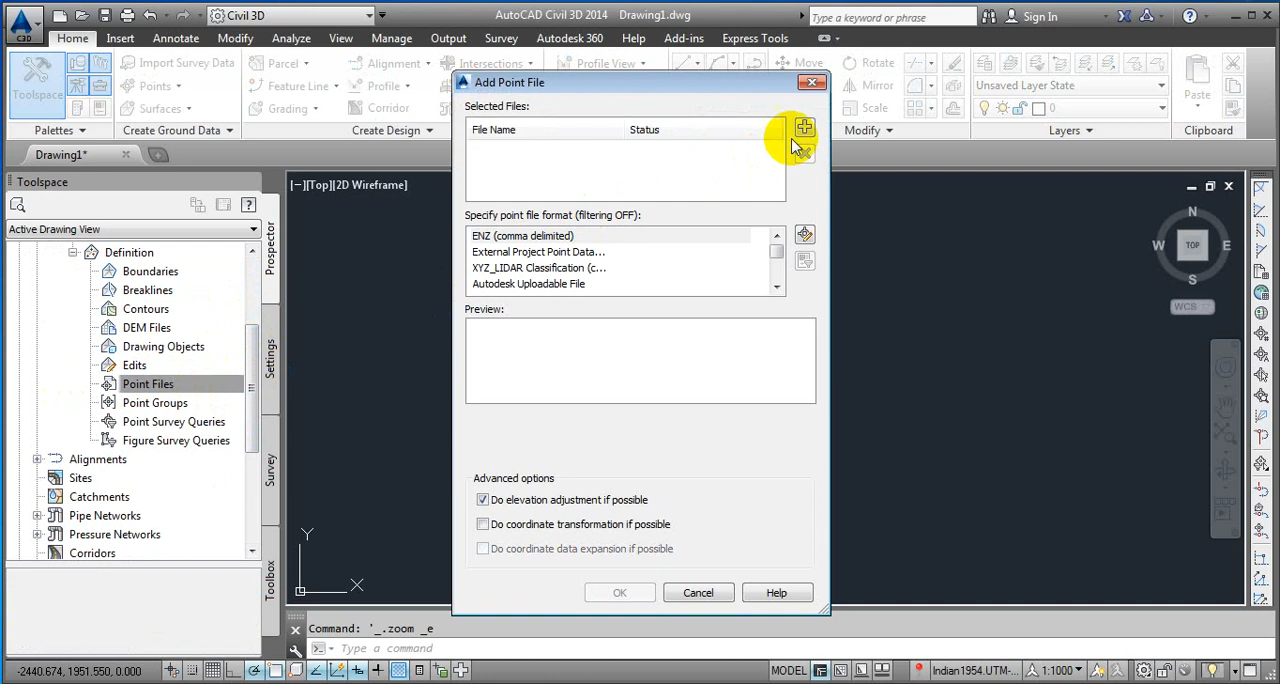 Civil 3D
AutoCAD Civil 3D 2014 Drawing1.dwg
Type a keyword or phrase
Sign In
C3D
Home Insert Annotate Modify Analyze View Manage Output Survey Autodesk 360 Help Add-ins Express Tools
Toolspace
Import Survey Data
Points
Surfaces
Parcel
Feature Line
Grading
Alignment
Profile
Corridor
Intersections
Profile View
Move
Rotate
Mirror
Scale
Unsaved Layer State
0
Paste
Palettes
Create Ground Data
Create Design
Modify
Layers
Clipboard
Drawing1*
Toolspace
Active Drawing View
Definition
Boundaries
Breaklines
Contours
DEM Files
Drawing Objects
Edits
Point Files
Point Groups
Point Survey Queries
Figure Survey Queries
Alignments
Sites
Catchments
Pipe Networks
Pressure Networks
Corridors
Prospector
Settings
Survey
Toolbox
[−][Top][2D Wireframe]
Add Point File
Selected Files:
File Name Status
Specify point file format (filtering OFF):
ENZ (comma delimited)
External Project Point Data...
XYZ_LIDAR Classification (c...
Autodesk Uploadable File
Preview:
Advanced options
Do elevation adjustment if possible
Do coordinate transformation if possible
Do coordinate data expansion if possible
OK Cancel Help
N
W TOP E
S
WCS
Y
X
Command: '_.zoom _e
Type a command
-2440.674, 1951.550, 0.000
MODEL
Indian1954.UTM-...
1:1000